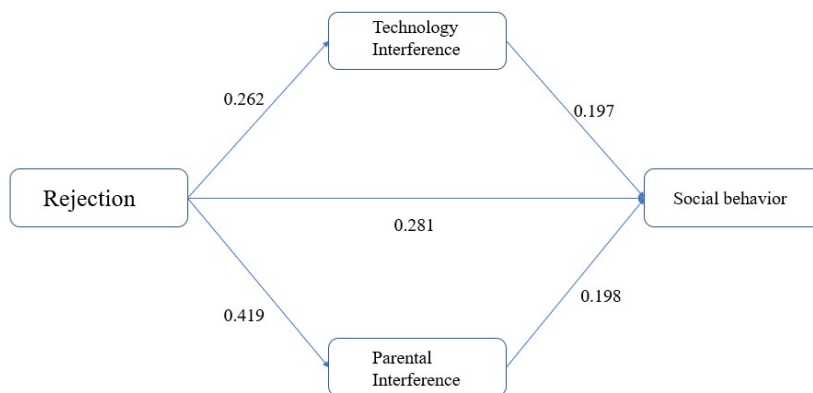 Technology
Interference
0.262
0.197
Rejection
Social behavior
0.281
0.419
0.198
Parental
Interference